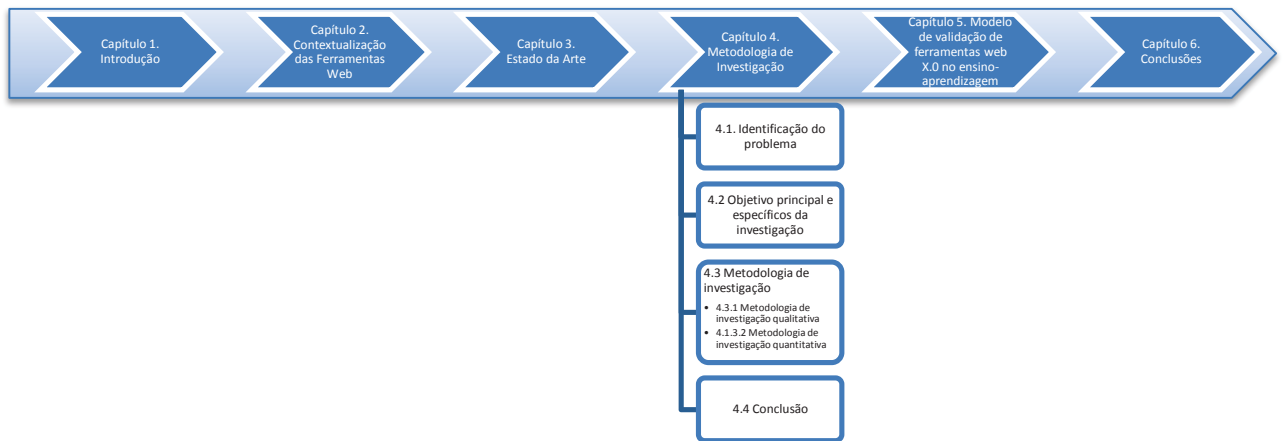 Capítulo 1.
Introdução
Capítulo 2.
Contextualização
das Ferramentas
Web
Capítulo 3.
Estado da Arte
Capítulo 4.
Metodologia de
Investigação
Capítulo 5. Modelo
de validação de
ferramentas web
X.0 no ensino-
aprendizagem
Capítulo 6.
Conclusões
4.1. Identificação do
problema
4.2 Objetivo principal e
específicos da
investigação
4.3 Metodologia de
investigação
• 4.3.1 Metodologia de
investigação qualitativa
• 4.1.3.2 Metodologia de
investigação quantitativa
4.4 Conclusão